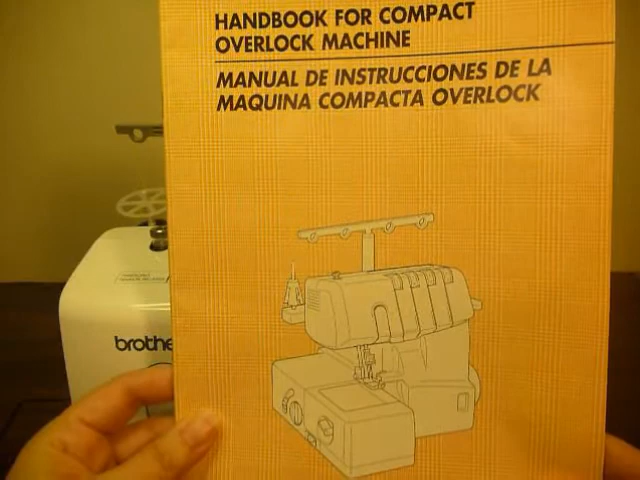 HANDBOOK FOR COMPACT
OVERLOCK MACHINE
MANUAL DE INSTRUCCIONES DE LA
MAQUINA COMPACTA OVERLOCK
brothe